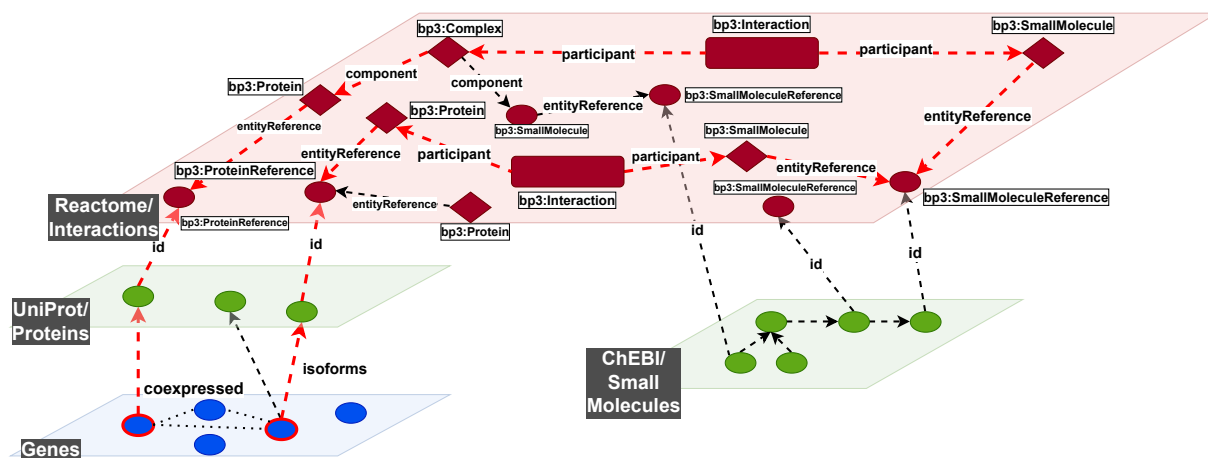 bp3:Complex
bp3:Interaction
bp3:SmallMolecule
participant
participant
component
component
bp3:Protein
bp3:Protein
entityReference
bp3:SmallMoleculeReference
entityReference
bp3:SmallMolecule
bp3:SmallMolecule
entityReference
entityReference
participant
participant
entityReference
bp3:ProteinReference
bp3:SmallMoleculeReference
bp3:SmallMoleculeReference
bp3:Interaction
entityReference
bp3:ProteinReference
bp3:Protein
Reactome/
Interactions
id
id
id
id
id
UniProt/
Proteins
isoforms
coexpressed
ChEBI/
Small
Molecules
Genes